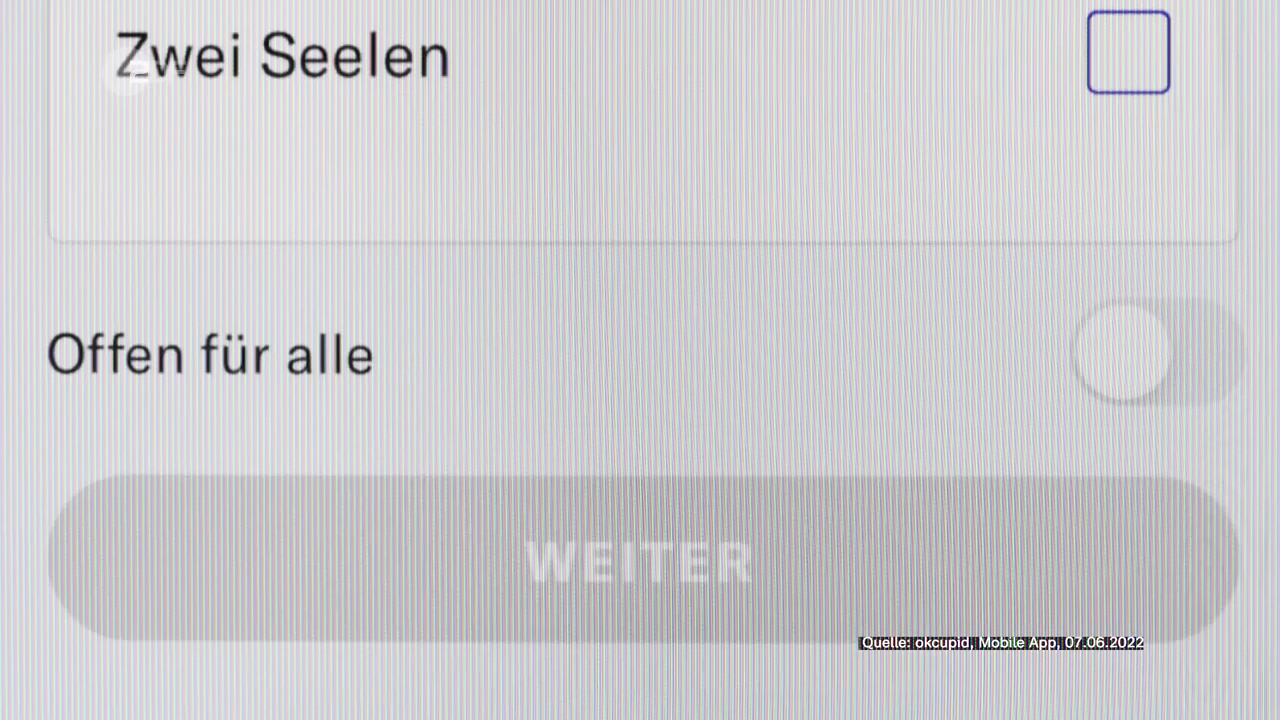 Zwei Seelen
Offen für alle
WEITER
Quelle: okcupid, Mobile App, 07.06.2022